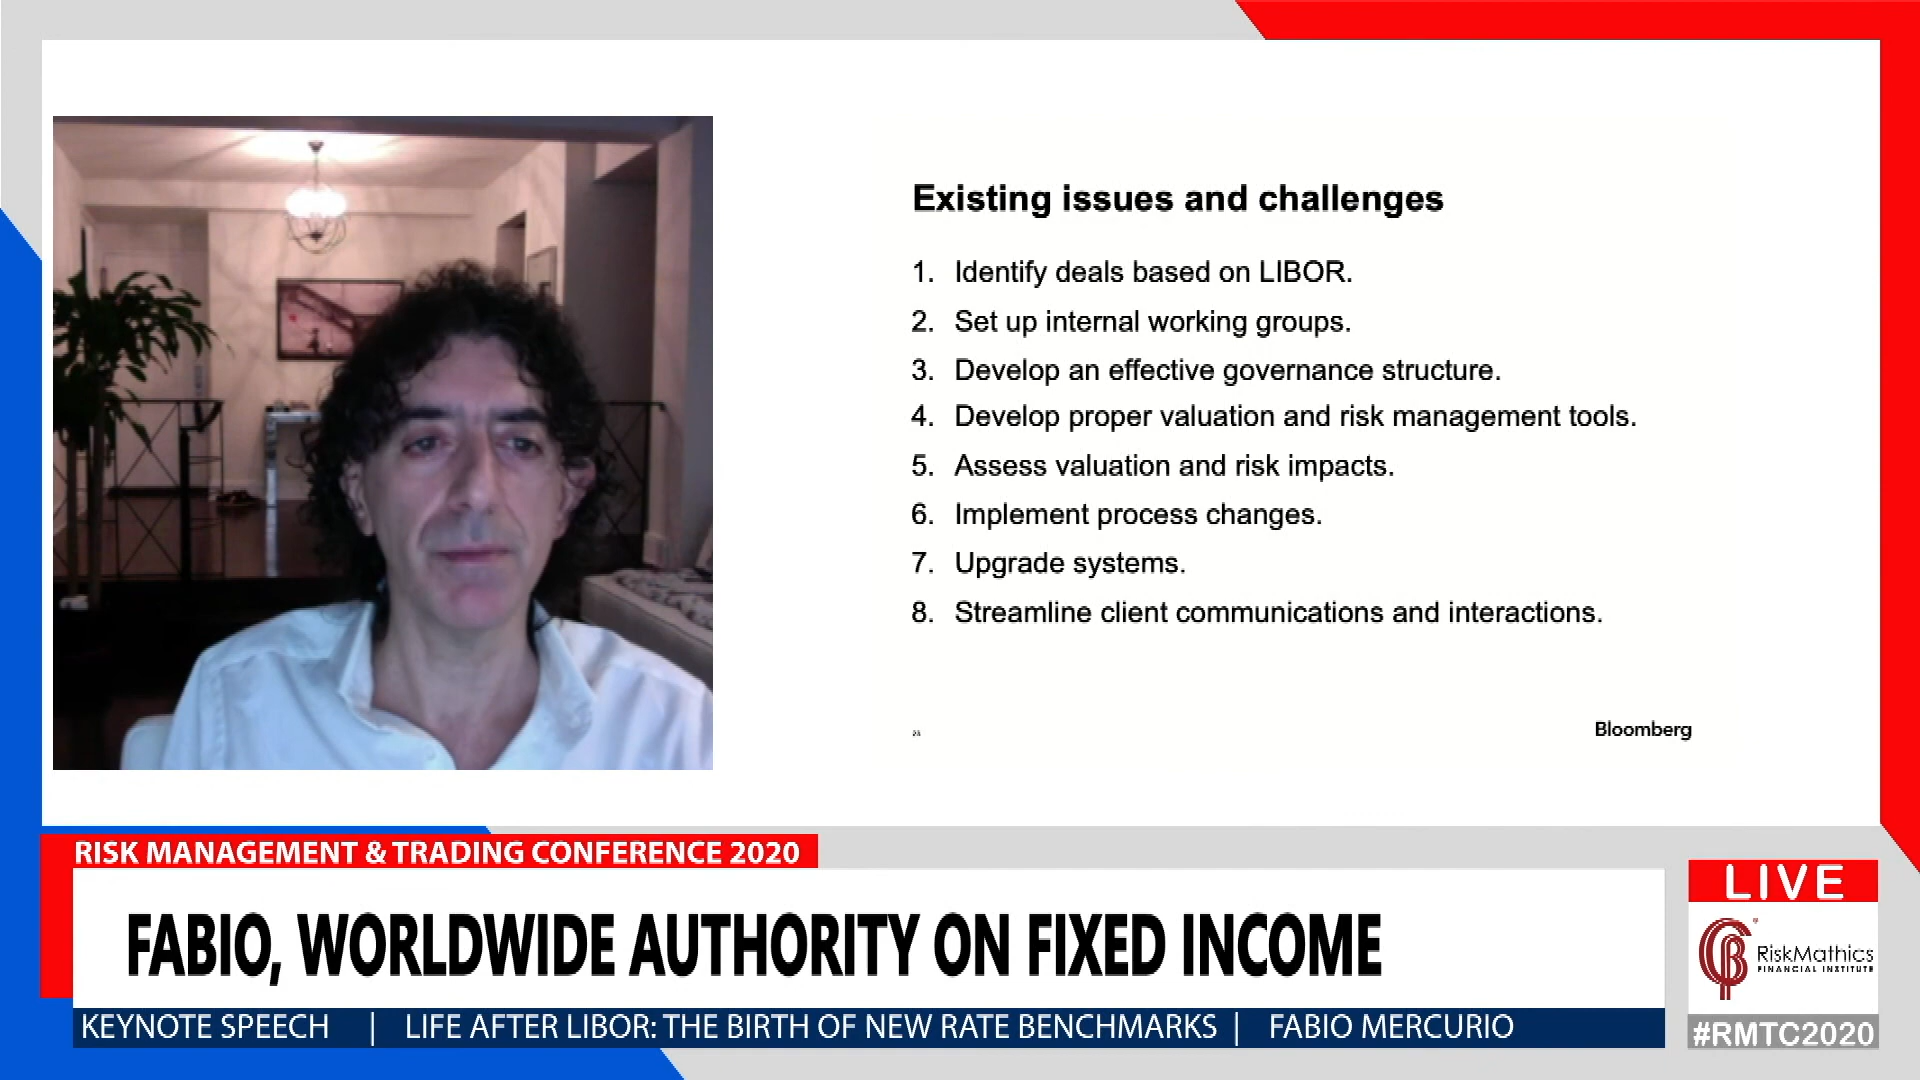 Existing issues and challenges
1. Identify deals based on LIBOR.
2. Set up internal working groups.
3. Develop an effective governance structure.
4. Develop proper valuation and risk management tools.
5. Assess valuation and risk impacts.
6. Implement process changes.
7. Upgrade systems.
8. Streamline client communications and interactions.
Bloomberg
RISK MANAGEMENT & TRADING CONFERENCE 2020
FABIO, WORLDWIDE AUTHORITY ON FIXED INCOME
KEYNOTE SPEECH | LIFE AFTER LIBOR: THE BIRTH OF NEW RATE BENCHMARKS | FABIO MERCURIO
LIVE
RiskMathics
FINANCIAL INSTITUTE
#RMTC2020